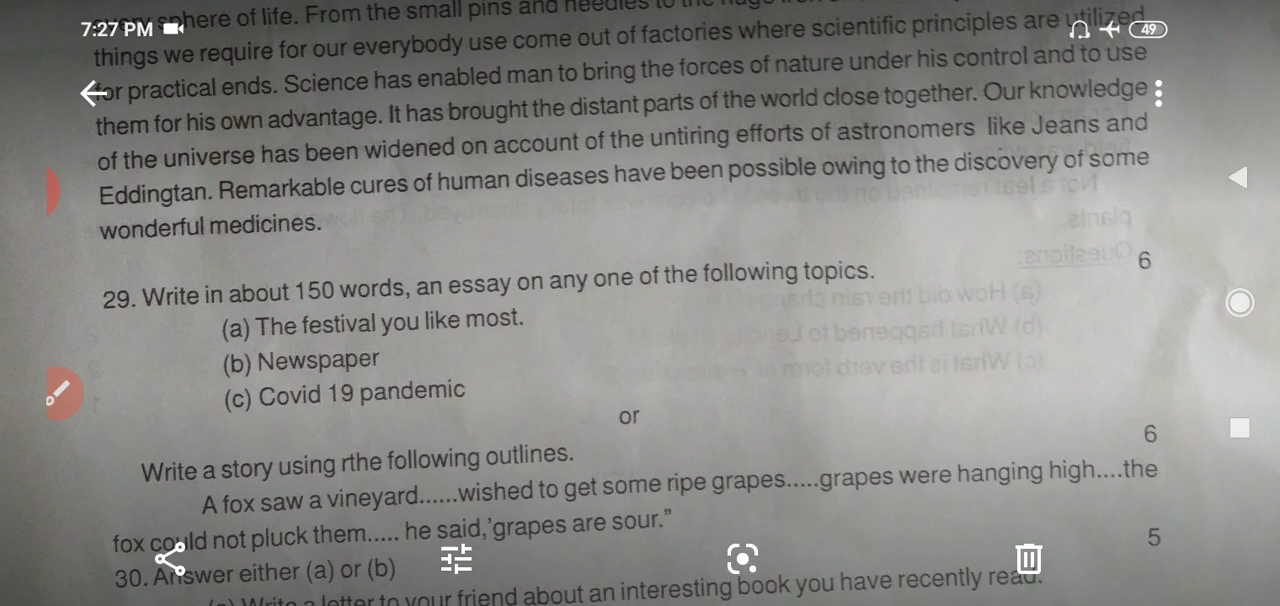 sphere of life. From the small pins and needles to the huge
7:27 PM
49
things we require for our everybody use come out of factories where scientific principles are utilized
for practical ends. Science has enabled man to bring the forces of nature under his control and to use
them for his own advantage. It has brought the distant parts of the world close together. Our knowledge
of the universe has been widened on account of the untiring efforts of astronomers like Jeans and
Eddingtan. Remarkable cures of human diseases have been possible owing to the discovery of some
wonderful medicines.
29. Write in about 150 words, an essay on any one of the following topics. 6
(a) The festival you like most.
(b) Newspaper
(c) Covid 19 pandemic
or
Write a story using rthe following outlines. 6
A fox saw a vineyard......wished to get some ripe grapes.....grapes were hanging high....the
fox could not pluck them..... he said,'grapes are sour."
30. Answer either (a) or (b) 5
Write a letter to your friend about an interesting book you have recently read.